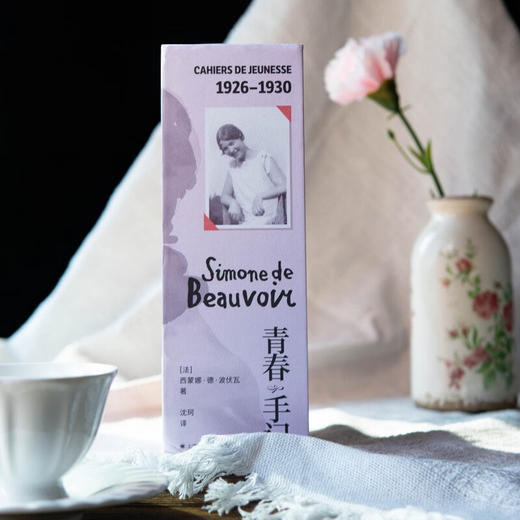 CAHIERS DE JEUNESSE
1926–1930
Simone de
Beauvoir
青春手
[法]
西蒙娜·德·波伏瓦
著
沈珂
译